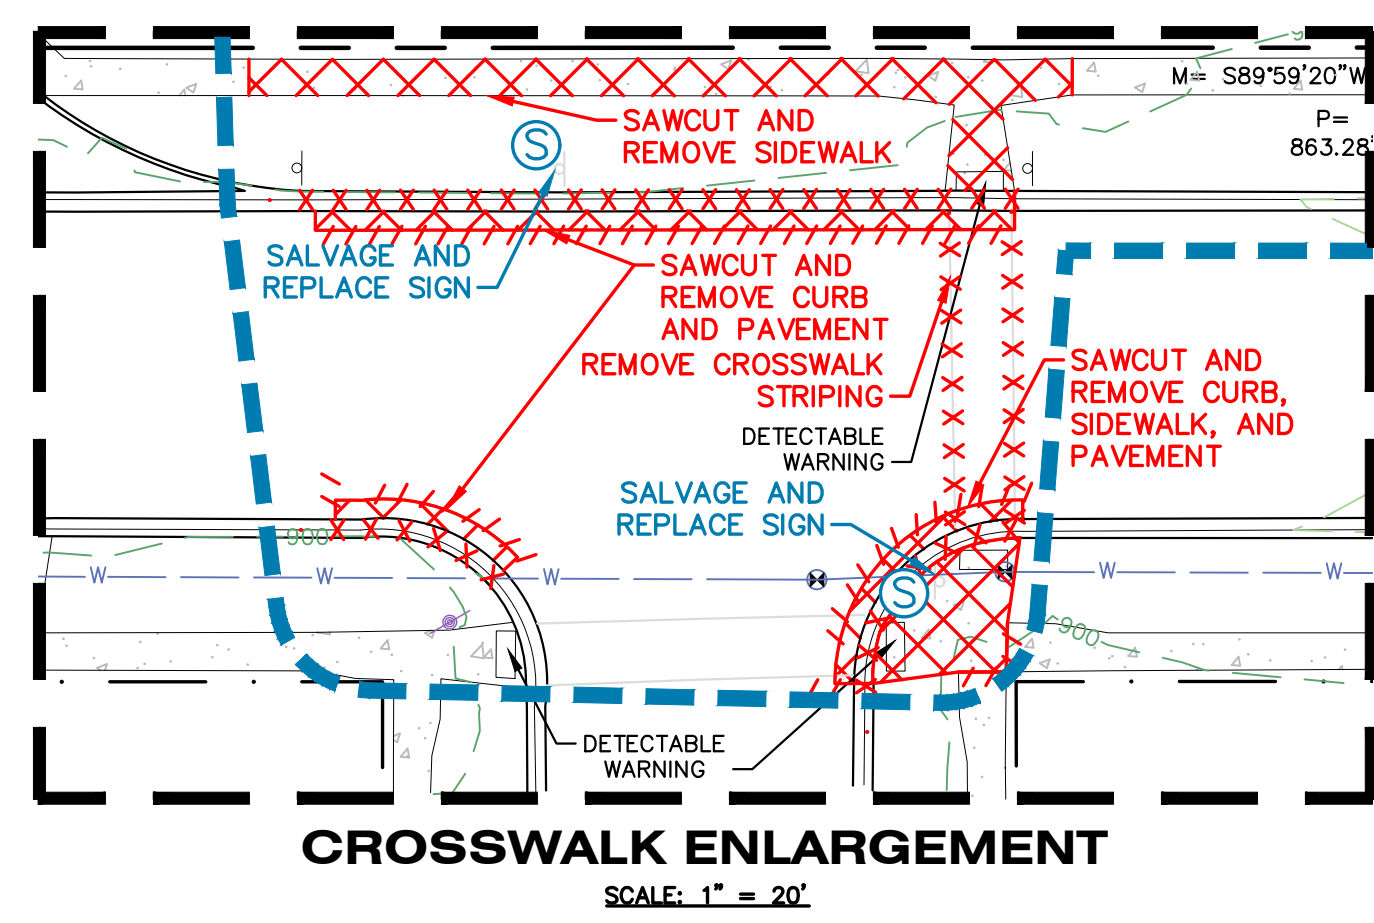 M= S89°59'20"W
P=
863.28'
SAWCUT AND
REMOVE SIDEWALK
S
SALVAGE AND
REPLACE SIGN
SAWCUT AND
REMOVE CURB
AND PAVEMENT
REMOVE CROSSWALK
STRIPING
SAWCUT AND
REMOVE CURB,
SIDEWALK, AND
PAVEMENT
DETECTABLE
WARNING
SALVAGE AND
REPLACE SIGN
900
W W W W W
S
900
DETECTABLE
WARNING
CROSSWALK ENLARGEMENT
SCALE: 1" = 20'